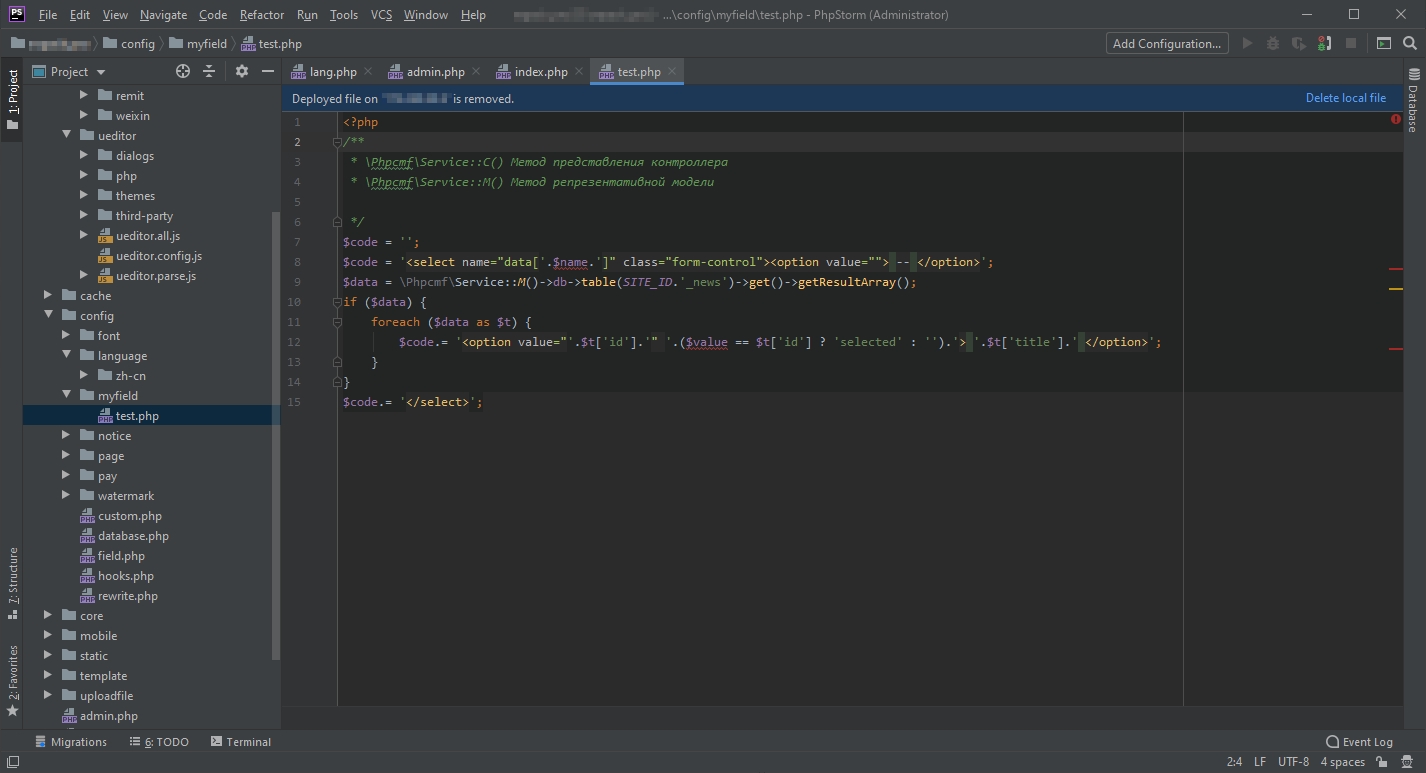 File Edit View Navigate Code Refactor Run Tools VCS Window Help ...\config\myfield\test.php - PhpStorm (Administrator)
config myfield test.php Add Configuration...
1: Project
Project
lang.php admin.php index.php test.php
Deployed file on " " is removed. Delete local file
Database
remit
weixin
ueditor
dialogs
php
themes
third-party
ueditor.all.js
ueditor.config.js
ueditor.parse.js
cache
config
font
language
zh-cn
myfield
test.php
notice
page
pay
watermark
custom.php
database.php
field.php
hooks.php
rewrite.php
core
mobile
static
template
uploadfile
admin.php
1 <?php
2 /**
3  * \Phpcmf\Service::C() Метод представления контроллера
4  * \Phpcmf\Service::M() Метод репрезентативной модели
5
6  */
7 $code = '';
8 $code = '<select name="data['.$name.']" class="form-control"><option value=""> -- </option>';
9 $data = \Phpcmf\Service::M()->db->table(SITE_ID.'_news')->get()->getResultArray();
10 if ($data) {
11     foreach ($data as $t) {
12         $code.= '<option value="'.$t['id'].'" '.($value == $t['id'] ? 'selected' : '').'> '.$t['title'].' </option>';
13     }
14 }
15 $code.= '</select>';
7: Structure
2: Favorites
Migrations 6: TODO Terminal Event Log
2:4 LF UTF-8 4 spaces